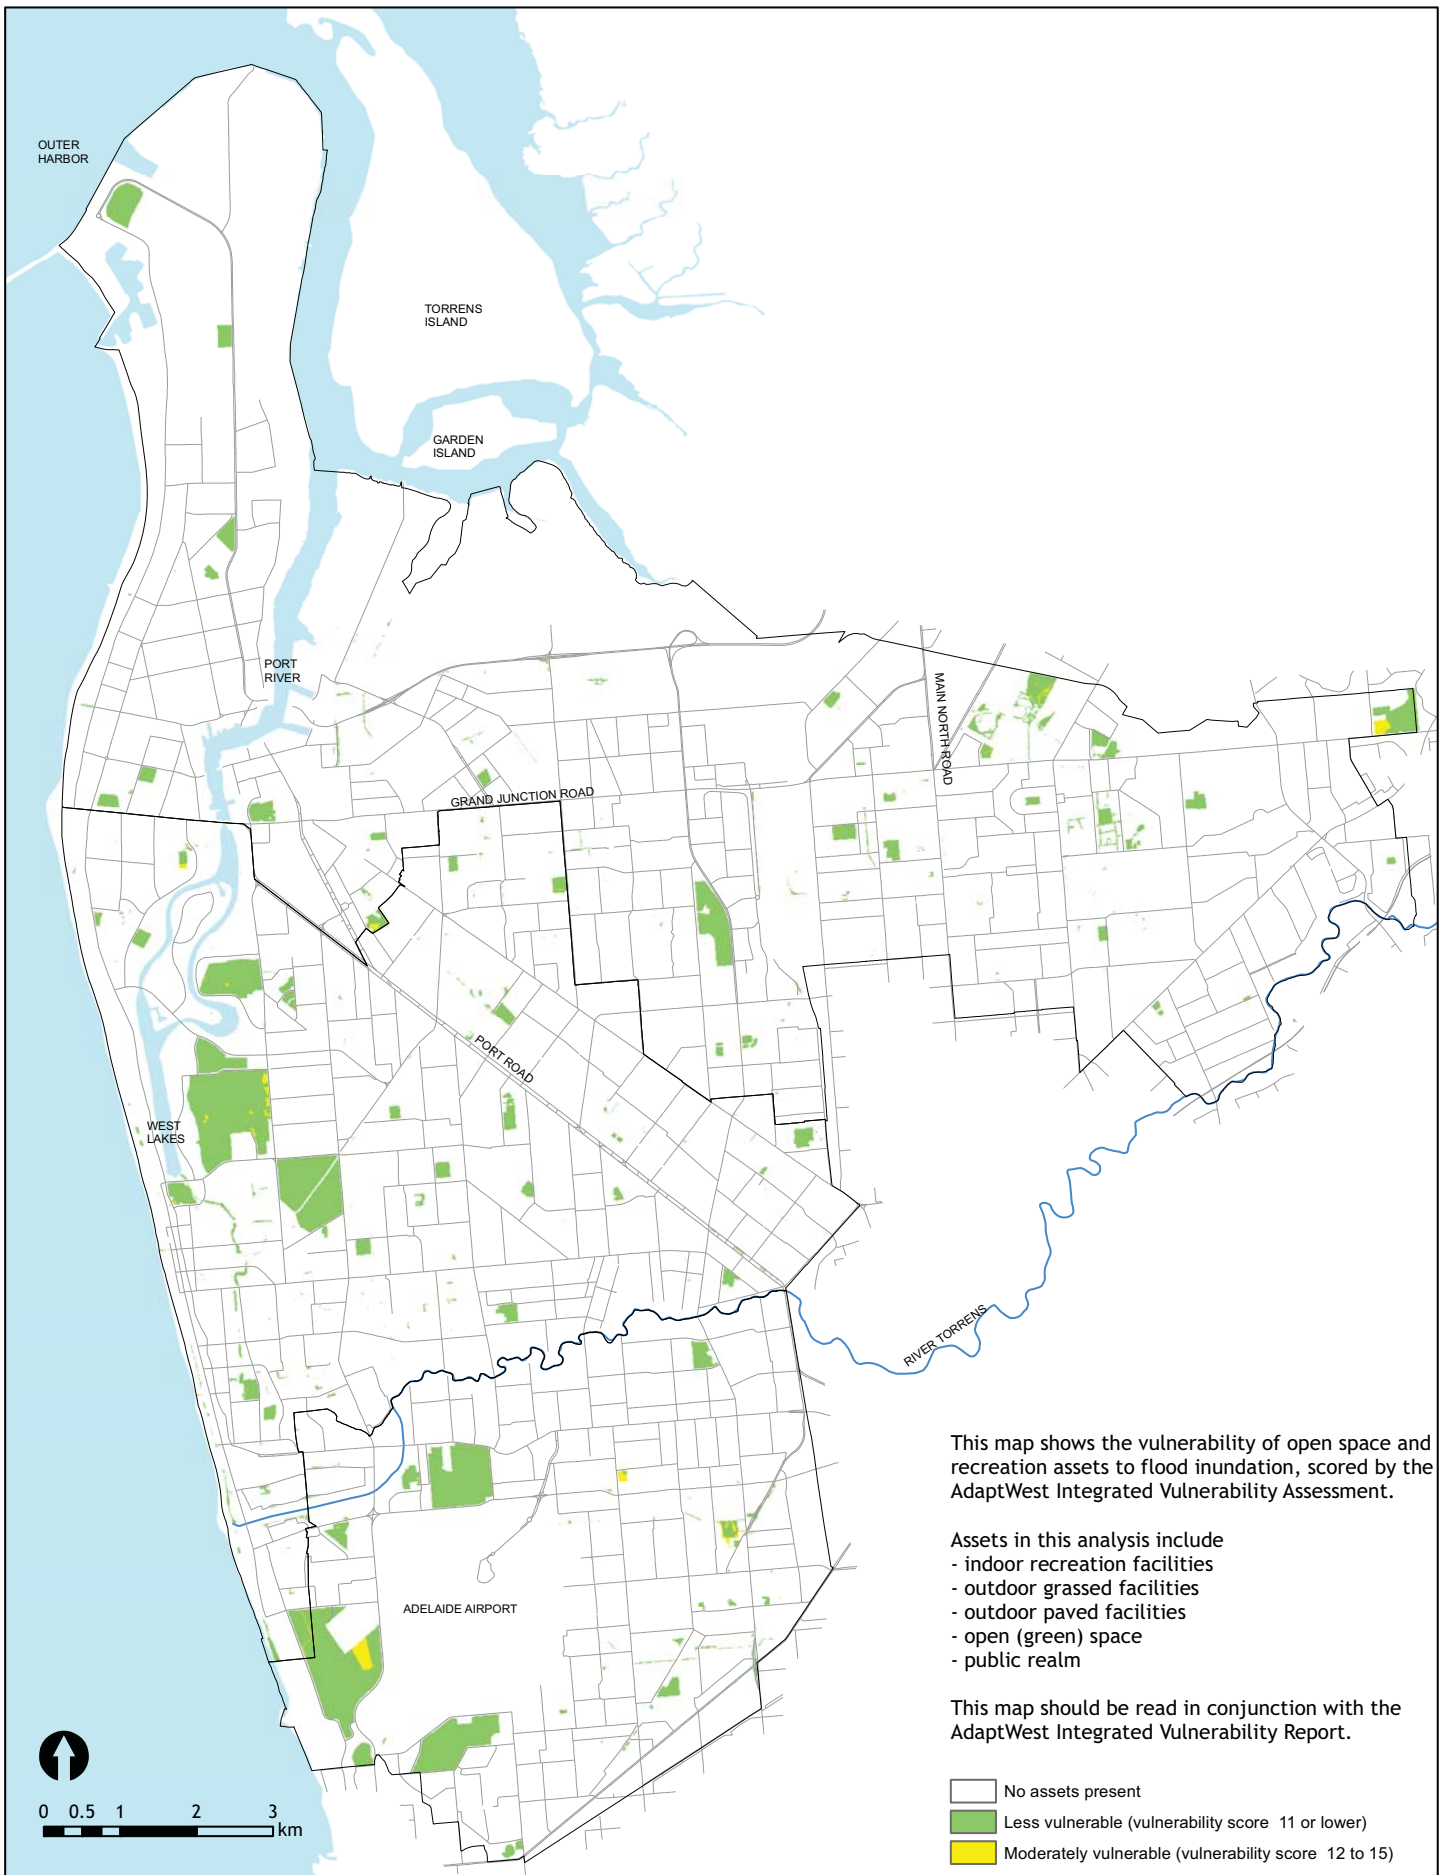 OUTER
HARBOR
TORRENS
ISLAND
GARDEN
ISLAND
PORT
RIVER
MAIN NORTH ROAD
GRAND JUNCTION ROAD
PORT ROAD
WEST
LAKES
RIVER TORRENS
ADELAIDE AIRPORT
This map shows the vulnerability of open space and
recreation assets to flood inundation, scored by the
AdaptWest Integrated Vulnerability Assessment.
Assets in this analysis include
- indoor recreation facilities
- outdoor grassed facilities
- outdoor paved facilities
- open (green) space
- public realm
This map should be read in conjunction with the
AdaptWest Integrated Vulnerability Report.
No assets present
Less vulnerable (vulnerability score 11 or lower)
Moderately vulnerable (vulnerability score 12 to 15)
0 0.5 1 2 3
km